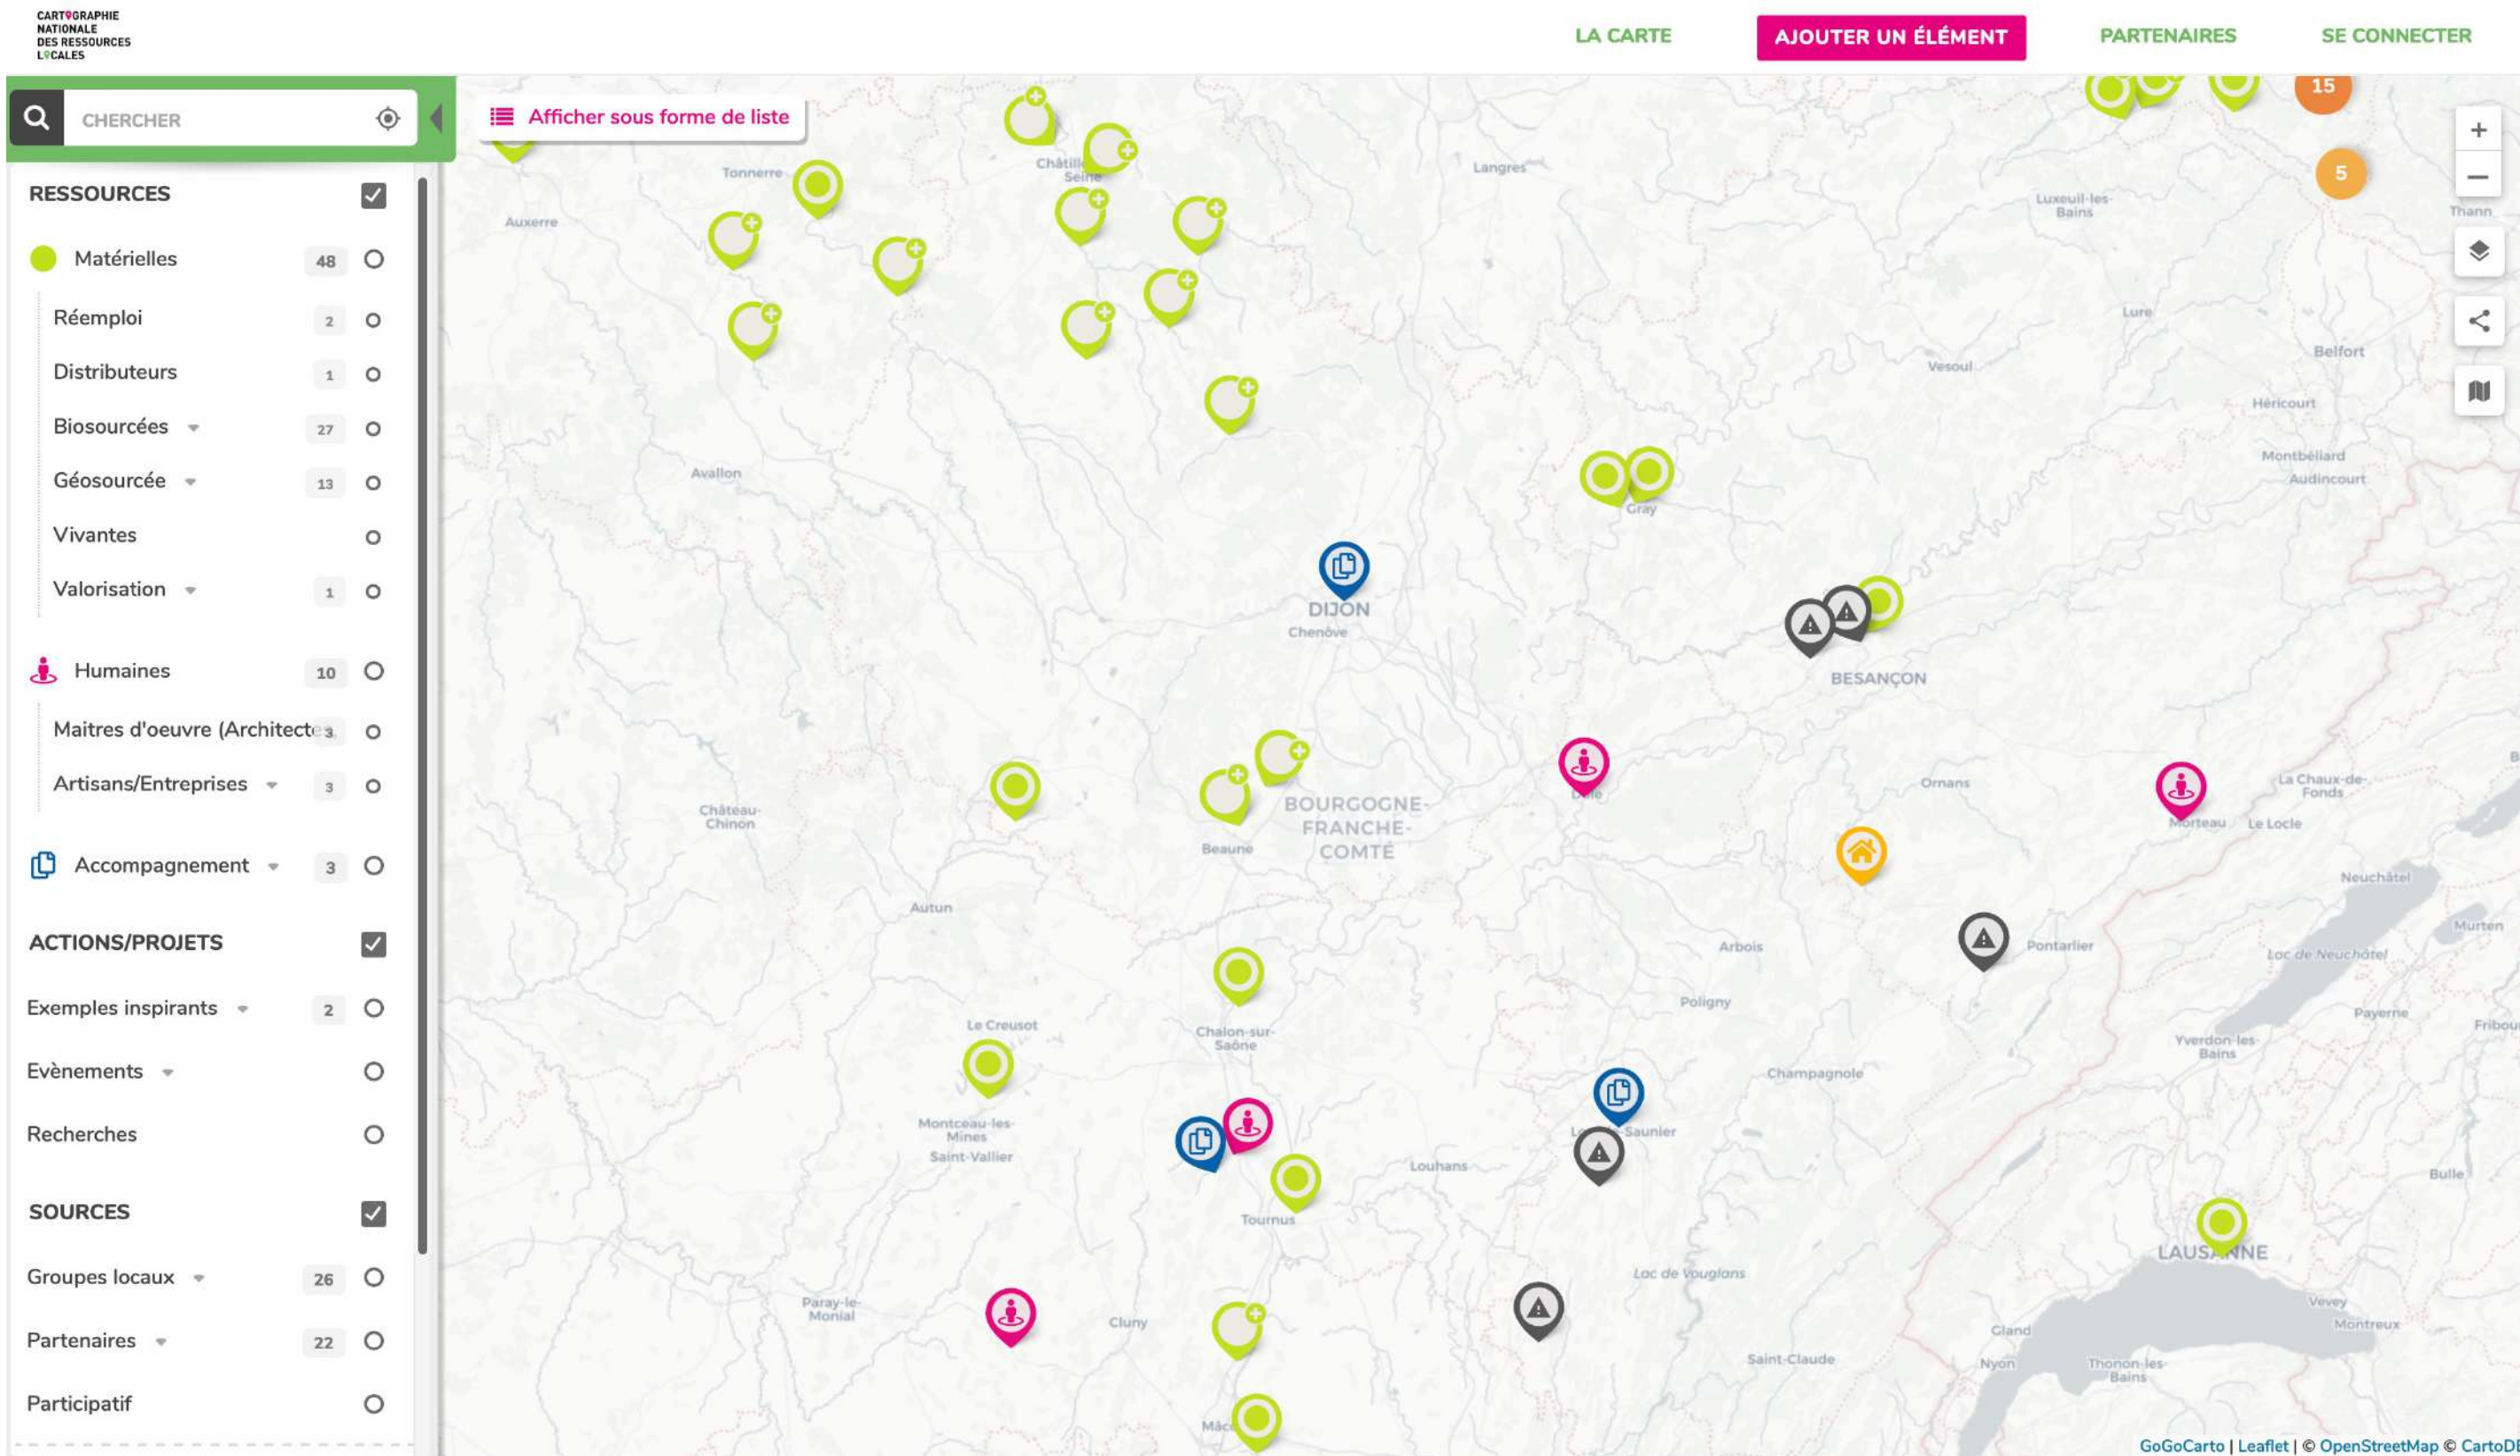 CARTOGRAPHIE
NATIONALE
DES RESSOURCES
LOCALES
LA CARTE
AJOUTER UN ÉLÉMENT
PARTENAIRES
SE CONNECTER
CHERCHER
RESSOURCES
Matérielles 48
Réemploi 2
Distributeurs 1
Biosourcées 27
Géosourcée 13
Vivantes
Valorisation 1
Humaines 10
Maitres d'oeuvre (Architectes 3
Artisans/Entreprises 3
Accompagnement 3
ACTIONS/PROJETS
Exemples inspirants 2
Evènements
Recherches
SOURCES
Groupes locaux 26
Partenaires 22
Participatif
Afficher sous forme de liste
15
5
+
−
Tonnerre
Auxerre
Seine
Langres
Luxeuil-les-
Bains
Thann
Lure
Belfort
Vesoul
Héricourt
Montbéliard
Audincourt
Avallon
Gray
DIJON
Chenôve
BESANÇON
Château-
Chinon
BOURGOGNE-
FRANCHE-
COMTÉ
Beaune
Ornans
La Chaux-de-
Fonds
Morteau
Le Locle
Neuchâtel
Autun
Arbois
Pontarlier
Murten
Lac de Neuchâtel
Poligny
Payerne
Le Creusot
Chalon-sur-
Saône
Yverdon-les-
Bains
Champagnole
Montceau-les-
Mines
Saint-Vallier
Saunier
Louhans
Bulle
Tournus
LAUSANNE
Lac de Vouglans
Paray-le-
Monial
Cluny
Vevey
Montreux
Gland
Saint-Claude
Nyon
Thonon-les-
Bains
GoGoCarto | Leaflet | © OpenStreetMap © CartoD